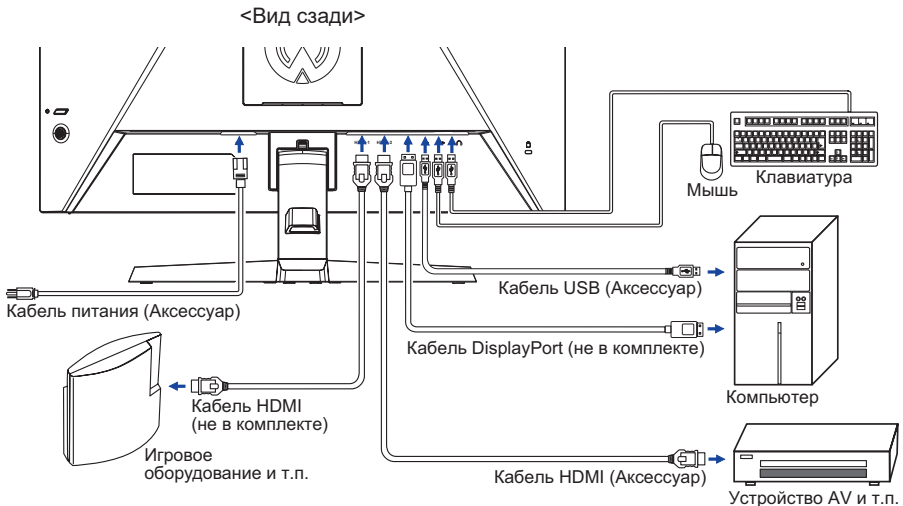 <Вид сзади>
Мышь
Клавиатура
Кабель USB (Аксессуар)
Кабель питания (Аксессуар)
Кабель DisplayPort (не в комплекте)
Компьютер
Кабель HDMI
(не в комплекте)
Игровое
оборудование и т.п.
Кабель HDMI (Аксессуар)
Устройство AV и т.п.